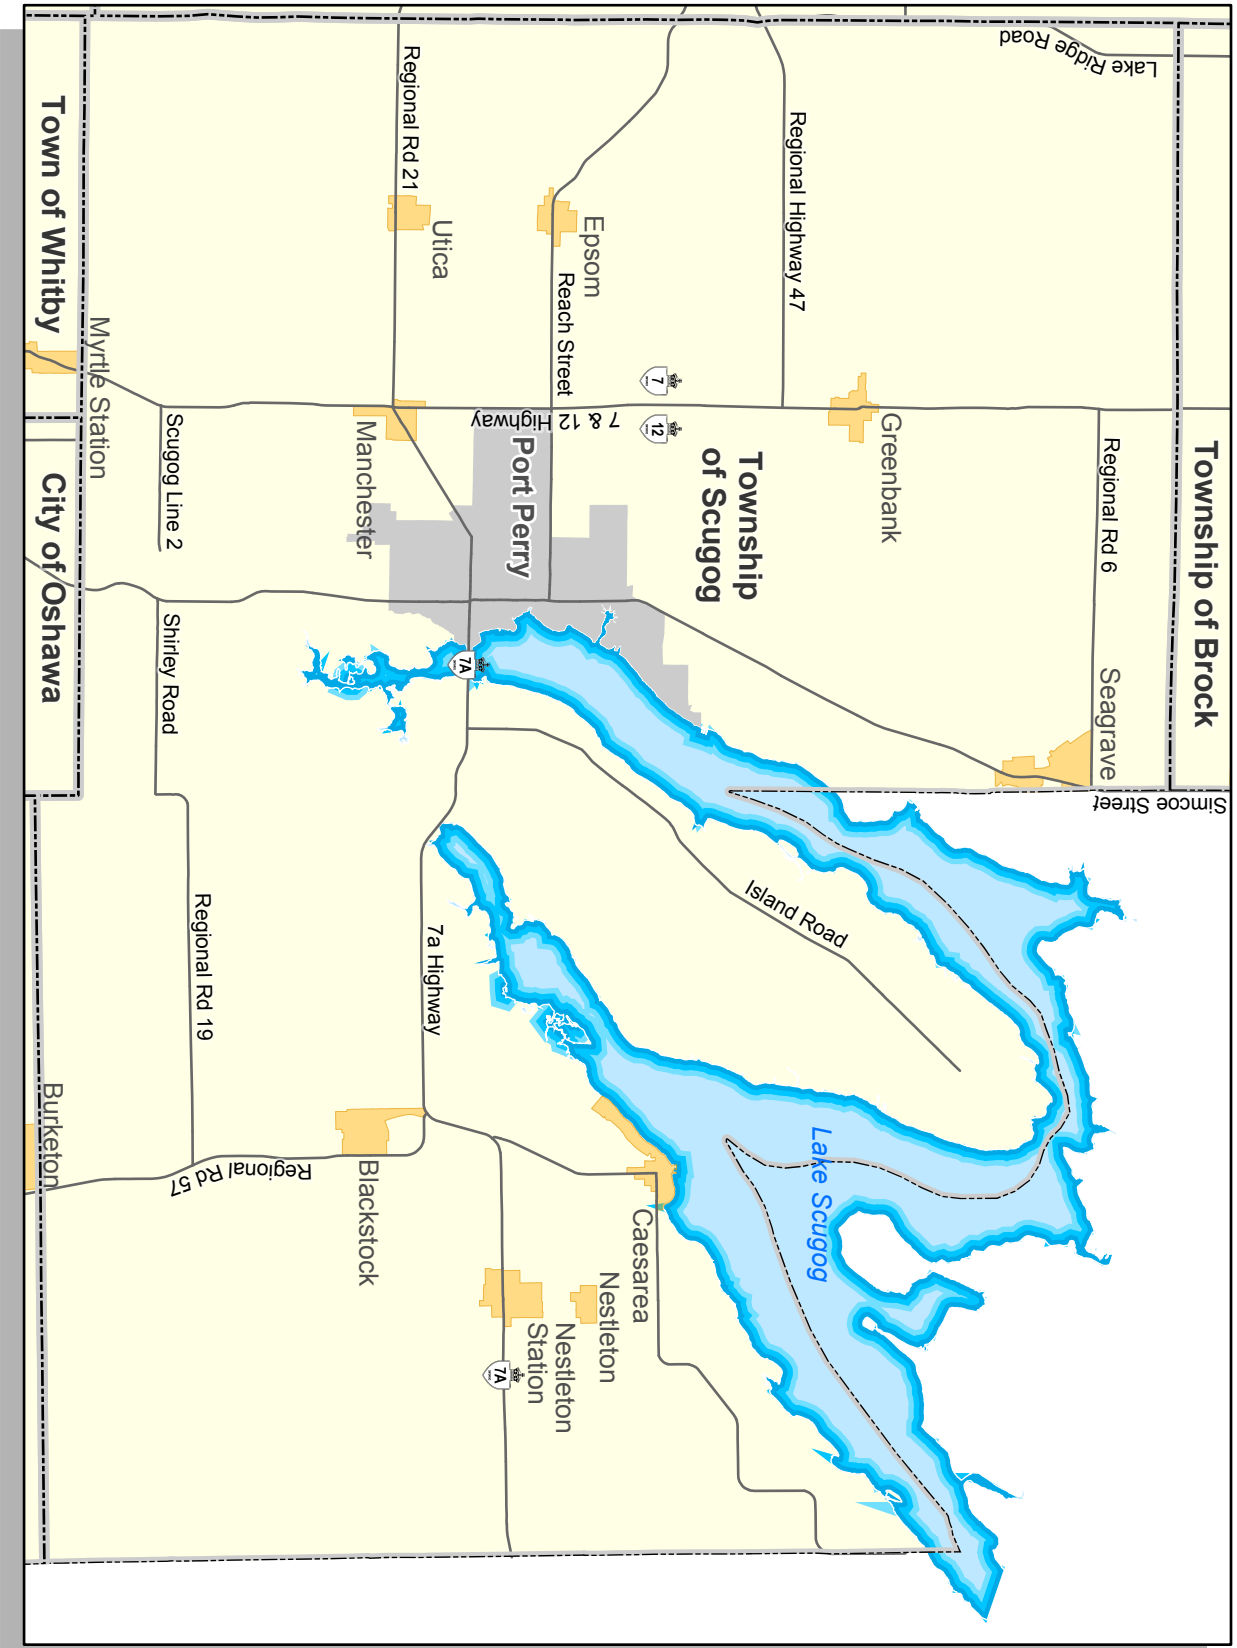 Township of Brock
Lake Ridge Road
Simcoe Street
Regional Rd 6
Seagrave
Greenbank
Regional Highway 47
Township
of Scugog
Island Road
Lake Scugog
7
12
Epsom
Reach Street
7 & 12 Highway
Port Perry
Regional Rd 21
Utica
Manchester
7A
7a Highway
Caesarea
Nestleton
Nestleton
Station
7A
Blackstock
Regional Rd 57
Regional Rd 19
Shirley Road
Scugog Line 2
Myrtle Station
Burketon
Town of Whitby
City of Oshawa